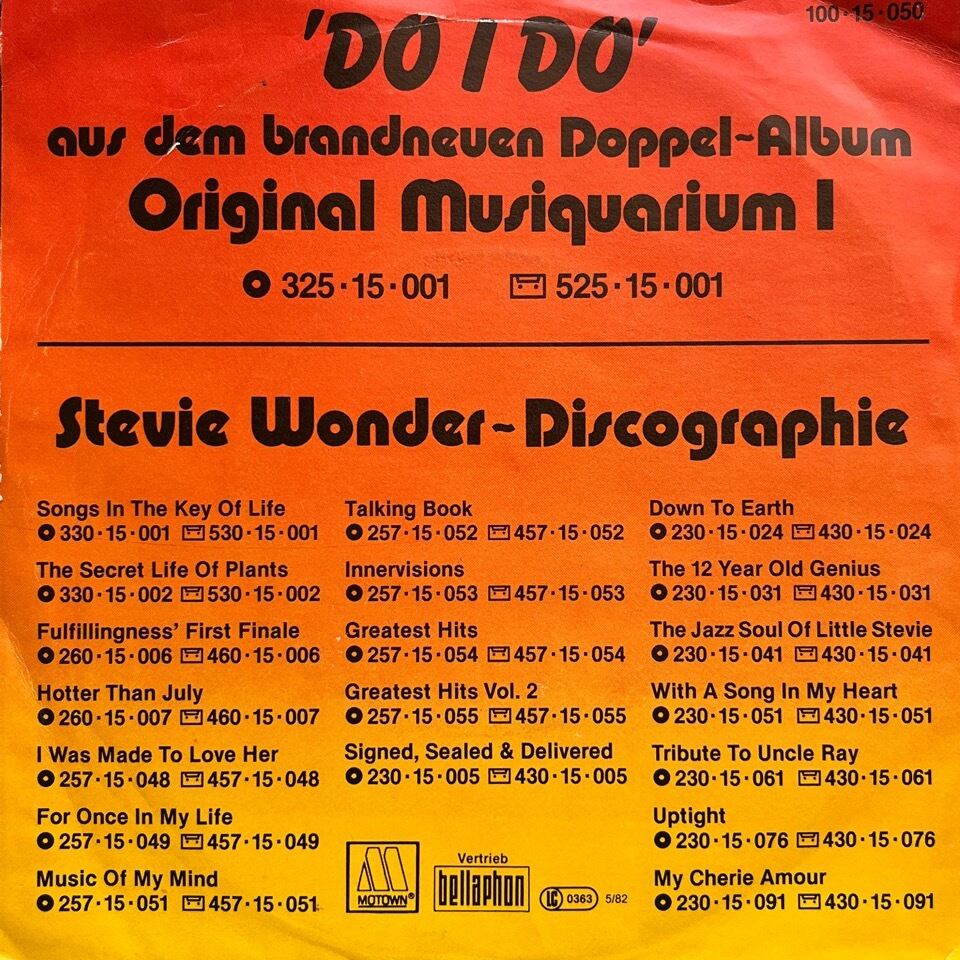 100·15·050
'DO I DO'
aus dem brandneuen Doppel-Album
Original Musiquarium I
325·15·001 525·15·001
Stevie Wonder-Discographie
Songs In The Key Of Life
330·15·001 530·15·001
The Secret Life Of Plants
330·15·002 530·15·002
Fulfillingness' First Finale
260·15·006 460·15·006
Hotter Than July
260·15·007 460·15·007
I Was Made To Love Her
257·15·048 457·15·048
For Once In My Life
257·15·049 457·15·049
Music Of My Mind
257·15·051 457·15·051
Talking Book
257·15·052 457·15·052
Innervisions
257·15·053 457·15·053
Greatest Hits
257·15·054 457·15·054
Greatest Hits Vol. 2
257·15·055 457·15·055
Signed, Sealed & Delivered
230·15·005 430·15·005
MOTOWN®
Vertrieb
bellaphon
LC 0363 5/82
Down To Earth
230·15·024 430·15·024
The 12 Year Old Genius
230·15·031 430·15·031
The Jazz Soul Of Little Stevie
230·15·041 430·15·041
With A Song In My Heart
230·15·051 430·15·051
Tribute To Uncle Ray
230·15·061 430·15·061
Uptight
230·15·076 430·15·076
My Cherie Amour
230·15·091 430·15·091